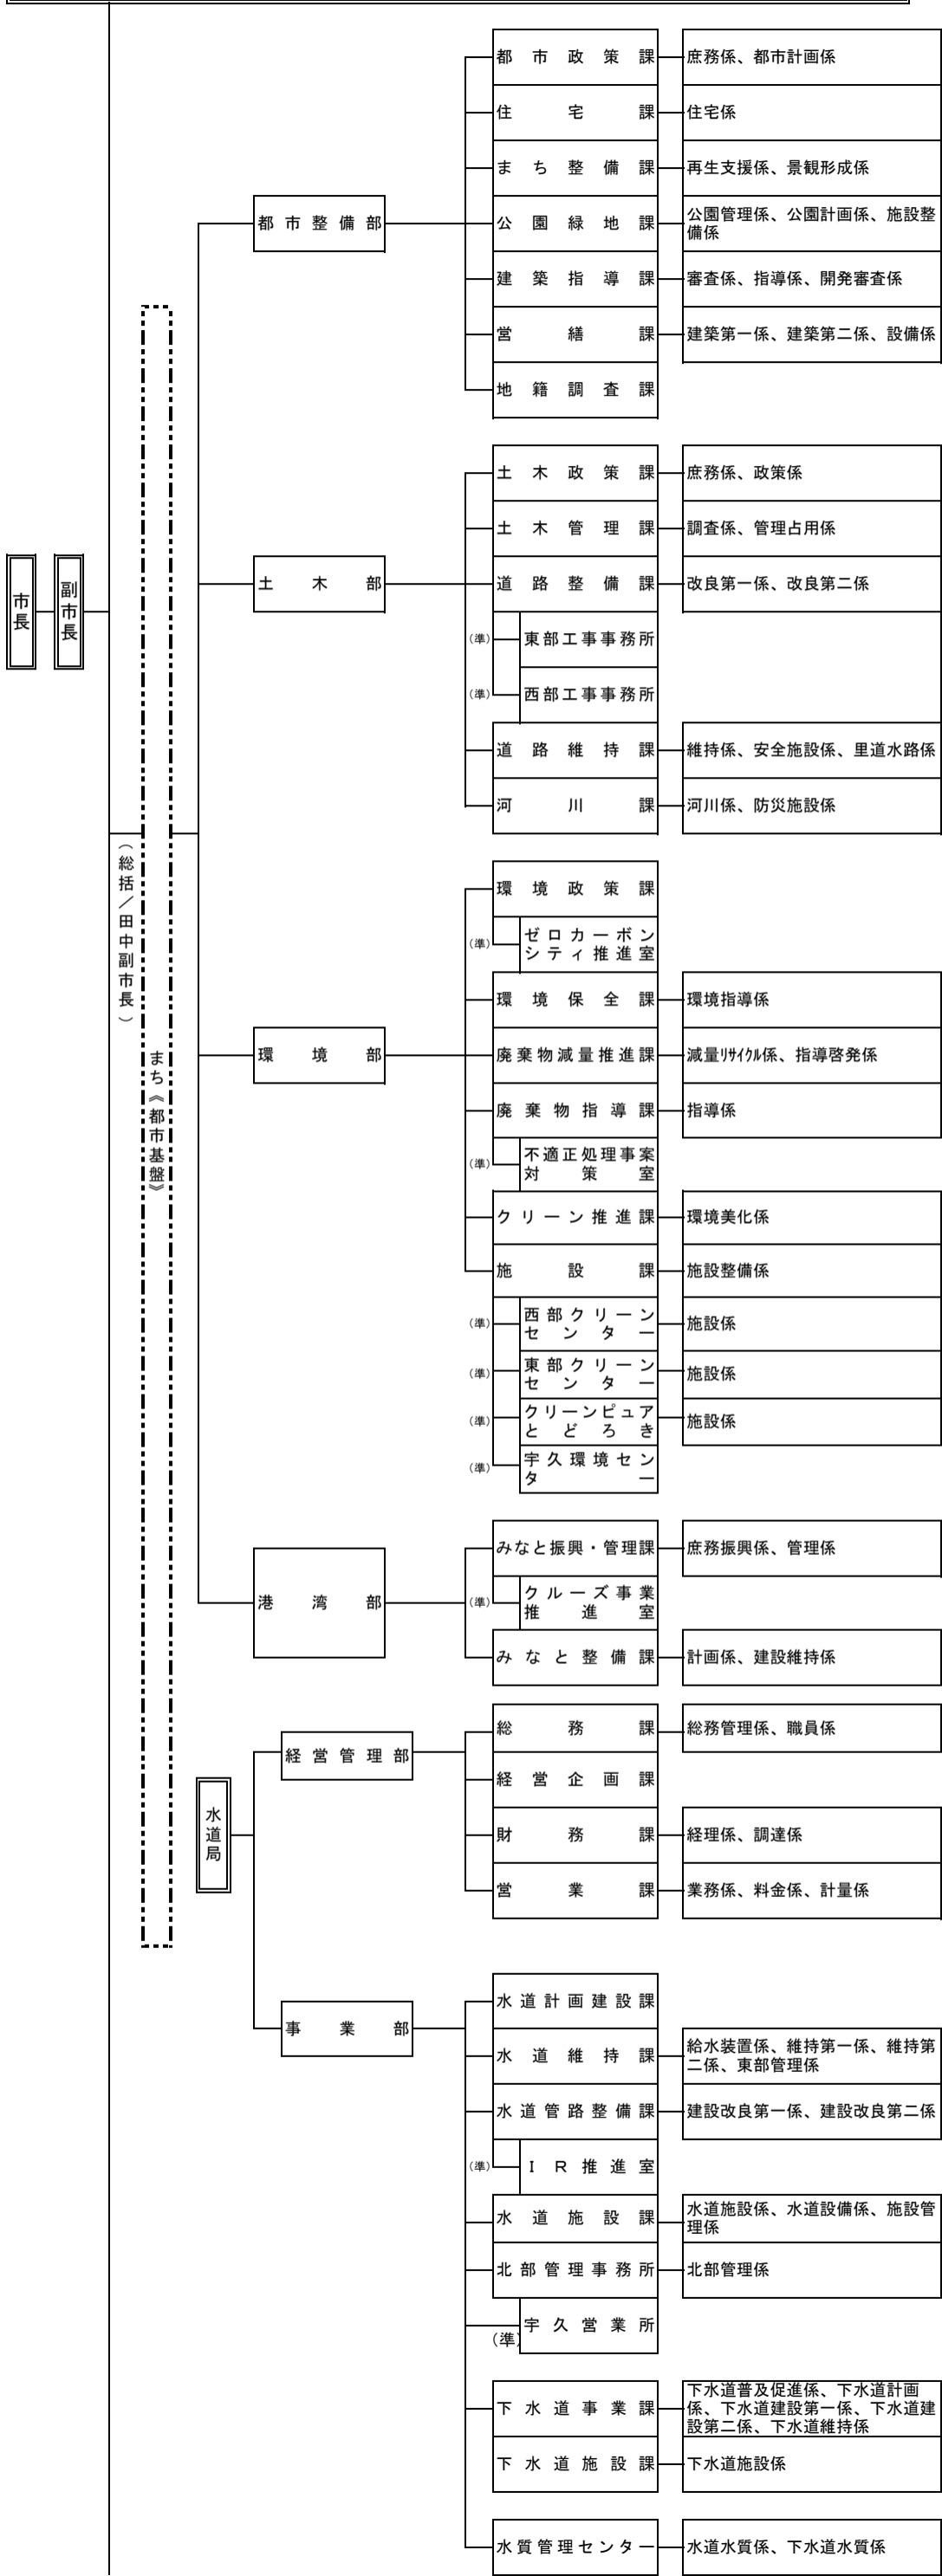 都市政策課
庶務係、都市計画係
住宅課
住宅係
まち整備課
再生支援係、景観形成係
都市整備部
公園緑地課
公園管理係、公園計画係、施設整
備係
建築指導課
審査係、指導係、開発審査係
営繕課
建築第一係、建築第二係、設備係
地籍調査課
土木政策課
庶務係、政策係
土木管理課
調査係、管理占用係
市長
副市長
土木部
道路整備課
改良第一係、改良第二係
(準)
東部工事事務所
(準)
西部工事事務所
道路維持課
維持係、安全施設係、里道水路係
河川課
河川係、防災施設係
（総括／田中副市長）
まち《都市基盤》
環境政策課
(準)
ゼロカーボン
シティ推進室
環境保全課
環境指導係
環境部
廃棄物減量推進課
減量ﾘｻｲｸﾙ係、指導啓発係
廃棄物指導課
指導係
(準)
不適正処理事案
対策室
クリーン推進課
環境美化係
施設課
施設整備係
(準)
西部クリーン
センター
施設係
(準)
東部クリーン
センター
施設係
(準)
クリーンピュア
とどろき
施設係
(準)
宇久環境セン
ター
港湾部
みなと振興・管理課
庶務振興係、管理係
(準)
クルーズ事業
推進室
みなと整備課
計画係、建設維持係
水道局
経営管理部
総務課
総務管理係、職員係
経営企画課
財務課
経理係、調達係
営業課
業務係、料金係、計量係
事業部
水道計画建設課
水道維持課
給水装置係、維持第一係、維持第
二係、東部管理係
水道管路整備課
建設改良第一係、建設改良第二係
(準)
ＩＲ推進室
水道施設課
水道施設係、水道設備係、施設管
理係
北部管理事務所
北部管理係
(準)
宇久営業所
下水道事業課
下水道普及促進係、下水道計画
係、下水道建設第一係、下水道建
設第二係、下水道維持係
下水道施設課
下水道施設係
水質管理センター
水道水質係、下水道水質係